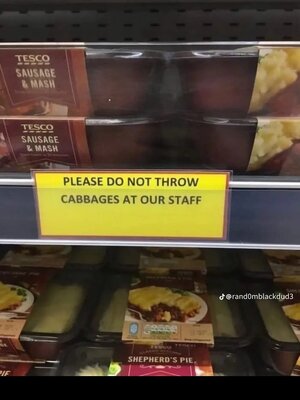 TESCO
SAUSAGE
& MASH
TESCO
SAUSAGE
& MASH
PLEASE DO NOT THROW
CABBAGES AT OUR STAFF
@rand0mblackdud3
SHEPHERD'S PIE